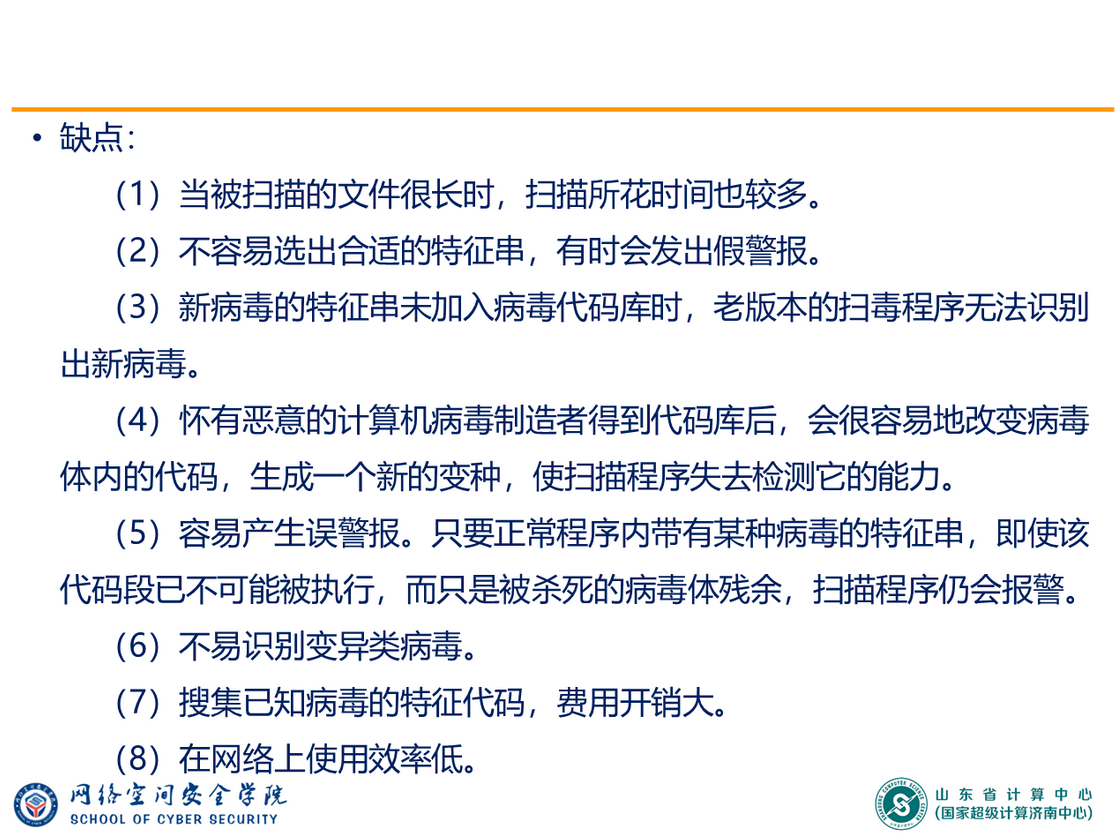 • 缺点：
（1）当被扫描的文件很长时，扫描所花时间也较多。
（2）不容易选出合适的特征串，有时会发出假警报。
（3）新病毒的特征串未加入病毒代码库时，老版本的扫毒程序无法识别
出新病毒。
（4）怀有恶意的计算机病毒制造者得到代码库后，会很容易地改变病毒
体内的代码，生成一个新的变种，使扫描程序失去检测它的能力。
（5）容易产生误警报。只要正常程序内带有某种病毒的特征串，即使该
代码段已不可能被执行，而只是被杀死的病毒体残余，扫描程序仍会报警。
（6）不易识别变异类病毒。
（7）搜集已知病毒的特征代码，费用开销大。
（8）在网络上使用效率低。
网络空间安全学院
SCHOOL OF CYBER SECURITY
SHANDONG COMPUTER SCIENCE CENTER
山东省计算中心
(国家超级计算济南中心)